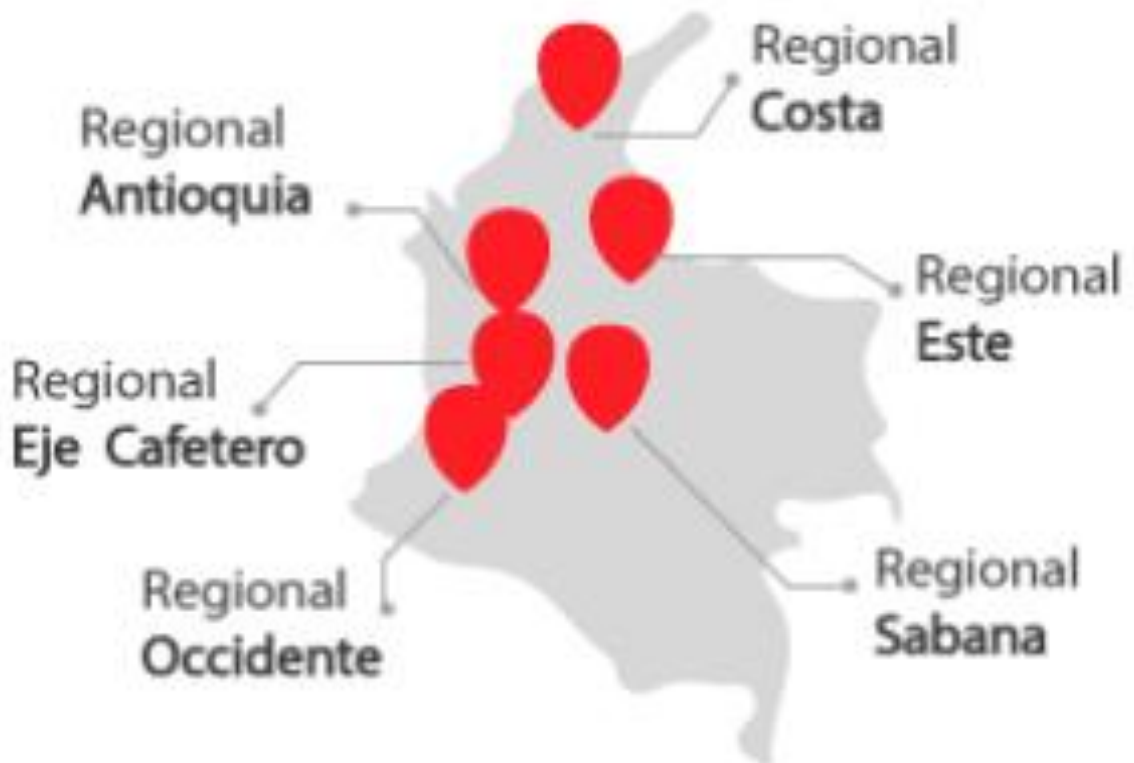 Regional
Costa
Regional
Antioquia
Regional
Este
Regional
Eje Cafetero
Regional
Occidente
Regional
Sabana